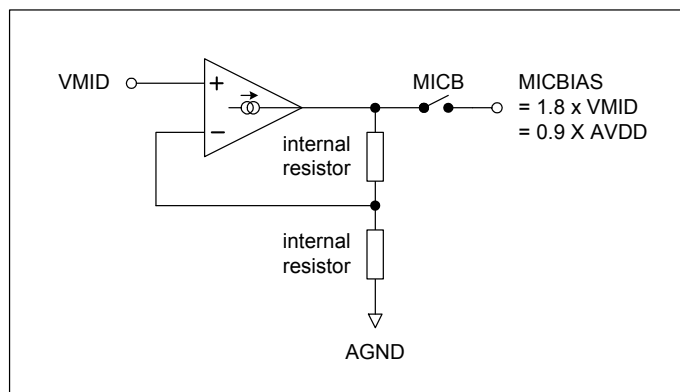 VMID
+
−
MICB
MICBIAS
= 1.8 x VMID
= 0.9 X AVDD
internal
resistor
internal
resistor
AGND